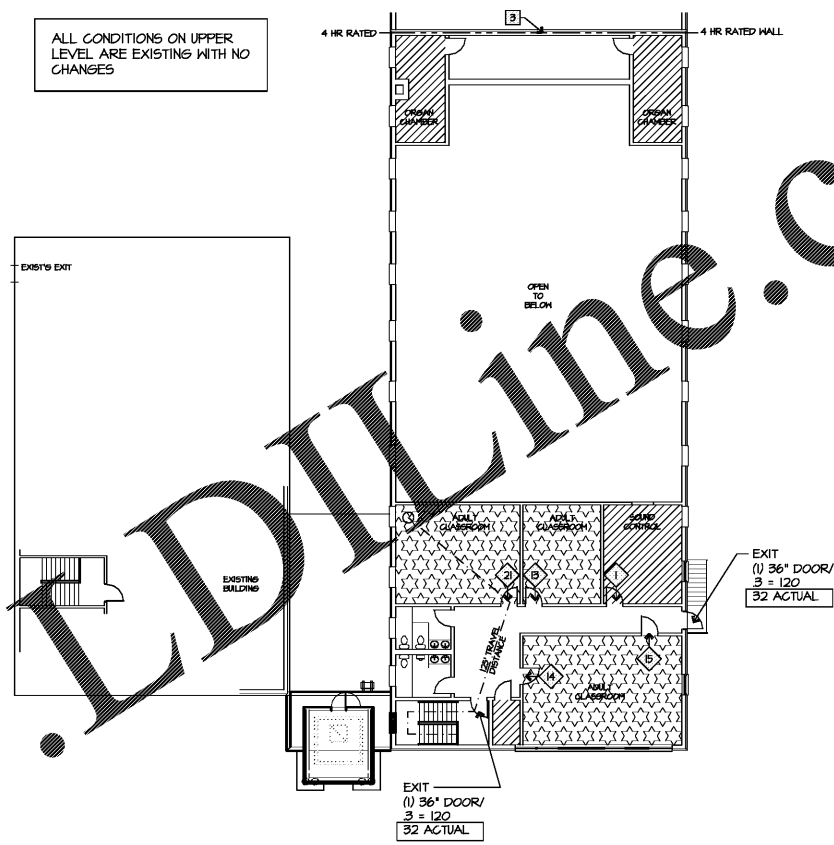 ALL CONDITIONS ON UPPER
LEVEL ARE EXISTING WITH NO
CHANGES
3
4 HR RATED
4 HR RATED WALL
ORGAN
CHAMBER
ORGAN
CHAMBER
EXIST'G EXIT
OPEN
TO
BELOW
.LDILine.c
ADULT
CLASSROOM
ADULT
CLASSROOM
SOUND
CONTROL
EXISTING
BUILDING
21
13
1
EXIT
(1) 36" DOOR/
.3 = 120
32 ACTUAL
125' TRAVEL
DISTANCE
15
14
ADULT
CLASSROOM
EXIT
(1) 36" DOOR/
.3 = 120
32 ACTUAL